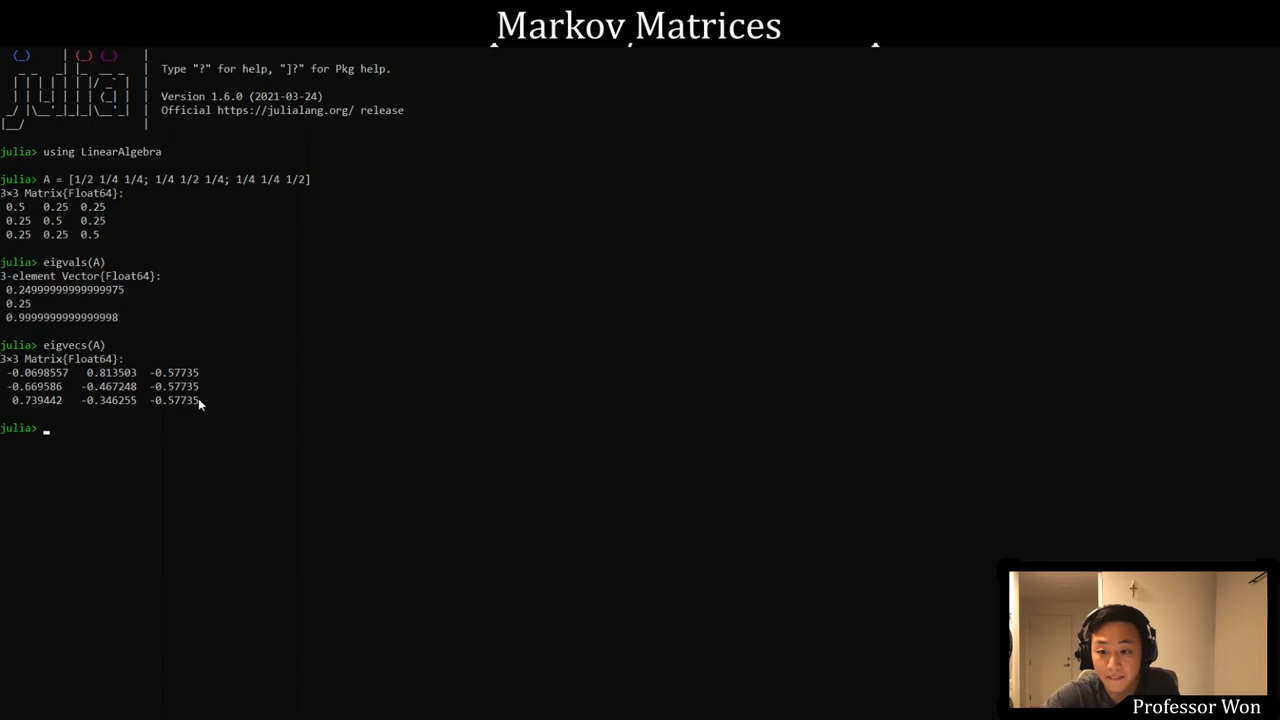 Markov Matrices
Type "?" for help, "]?" for Pkg help.
Version 1.6.0 (2021-03-24)
Official https://julialang.org/ release
julia> using LinearAlgebra
julia> A = [1/2 1/4 1/4; 1/4 1/2 1/4; 1/4 1/4 1/2]
3×3 Matrix{Float64}:
0.5 0.25 0.25
0.25 0.5 0.25
0.25 0.25 0.5
julia> eigvals(A)
3-element Vector{Float64}:
0.24999999999999975
0.25
0.9999999999999998
julia> eigvecs(A)
3×3 Matrix{Float64}:
-0.0698557 0.813503 -0.57735
-0.669586 -0.467248 -0.57735
0.739442 -0.346255 -0.57735
julia>
Professor Won